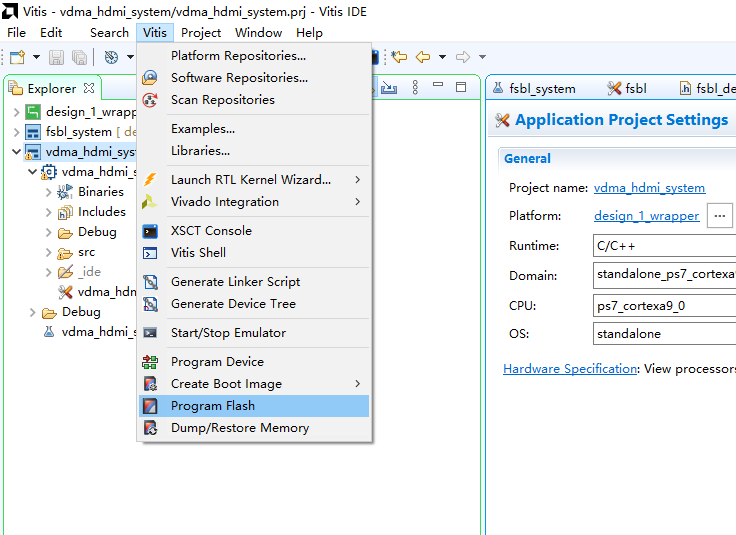 Vitis - vdma_hdmi_system/vdma_hdmi_system.prj - Vitis IDE
File Edit Search Vitis Project Window Help
Explorer
design_1_wrapp
fsbl_system [ de
vdma_hdmi_sys
vdma_hdmi_s
Binaries
Includes
Debug
src
_ide
vdma_hdm
Debug
vdma_hdmi_s
Platform Repositories...
Software Repositories...
Scan Repositories
Examples...
Libraries...
Launch RTL Kernel Wizard...
Vivado Integration
XSCT Console
Vitis Shell
Generate Linker Script
Generate Device Tree
Start/Stop Emulator
Program Device
Create Boot Image
Program Flash
Dump/Restore Memory
fsbl_system fsbl fsbl_de
Application Project Settings
General
Project name: vdma_hdmi_system
Platform: design_1_wrapper ...
Runtime: C/C++
Domain: standalone_ps7_cortexa
CPU: ps7_cortexa9_0
OS: standalone
Hardware Specification: View processors